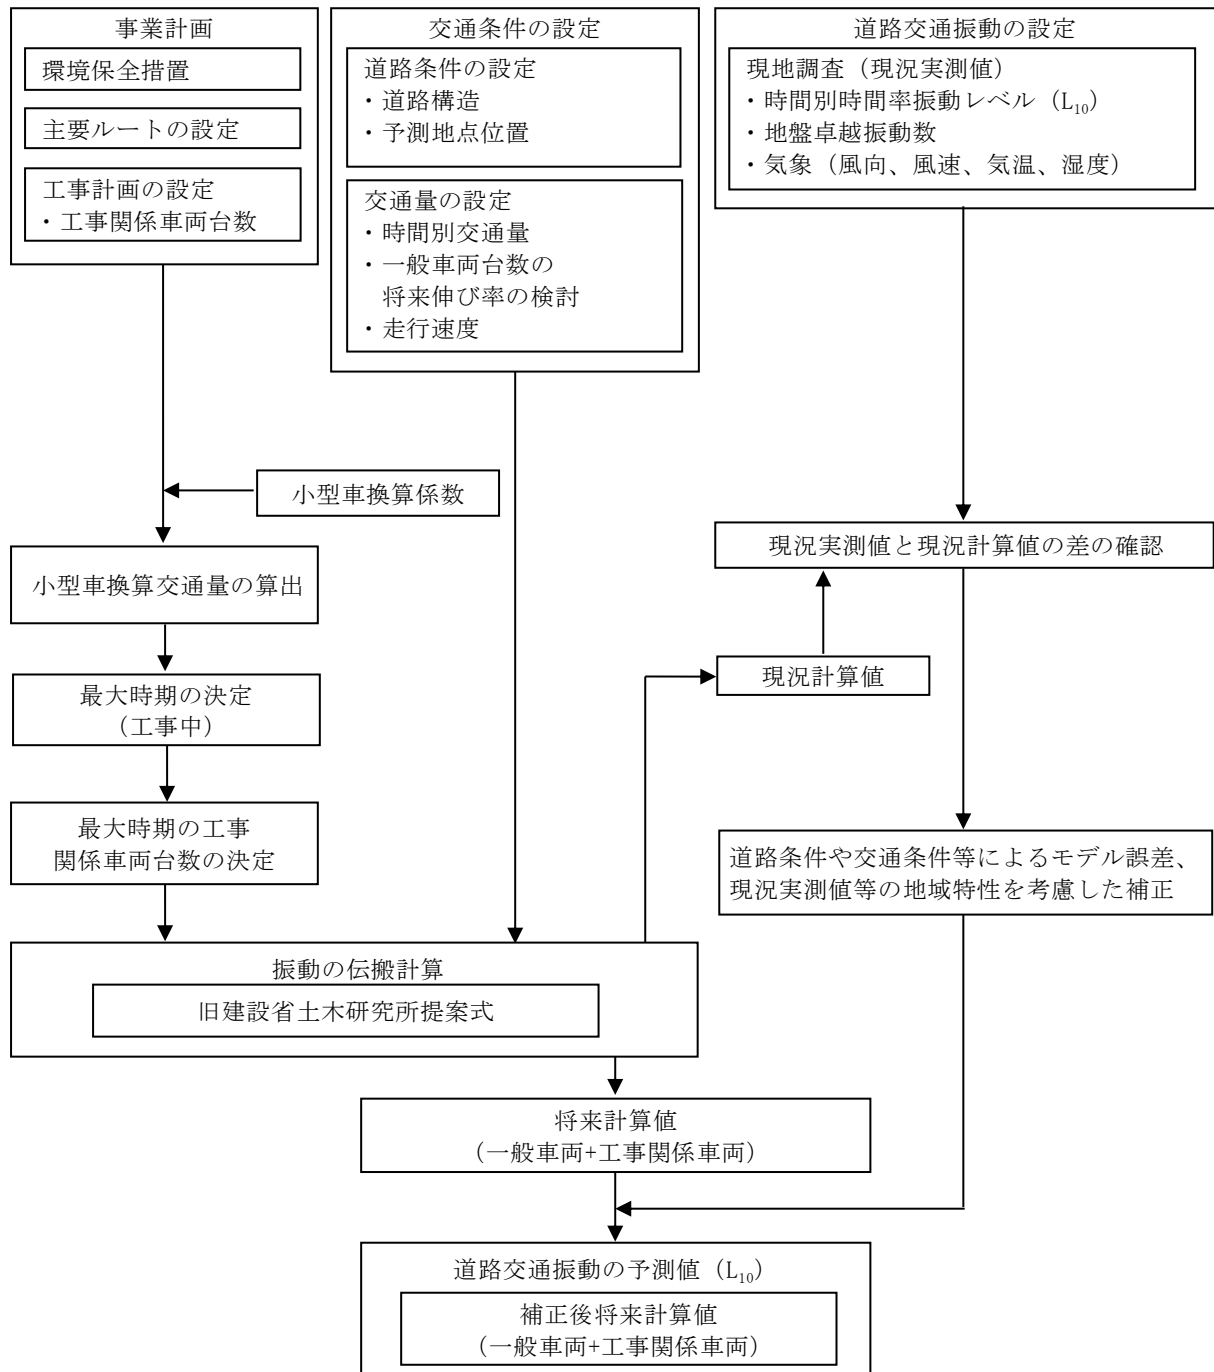 事業計画
環境保全措置
主要ルートの設定
工事計画の設定
・工事関係車両台数
交通条件の設定
道路条件の設定
・道路構造
・予測地点位置
交通量の設定
・時間別交通量
・一般車両台数の
将来伸び率の検討
・走行速度
道路交通振動の設定
現地調査（現況実測値）
・時間別時間率振動レベル（L10）
・地盤卓越振動数
・気象（風向、風速、気温、湿度）
小型車換算係数
小型車換算交通量の算出
最大時期の決定
（工事中）
最大時期の工事
関係車両台数の決定
現況実測値と現況計算値の差の確認
現況計算値
道路条件や交通条件等によるモデル誤差、
現況実測値等の地域特性を考慮した補正
振動の伝搬計算
旧建設省土木研究所提案式
将来計算値
（一般車両+工事関係車両）
道路交通振動の予測値（L10）
補正後将来計算値
（一般車両+工事関係車両）